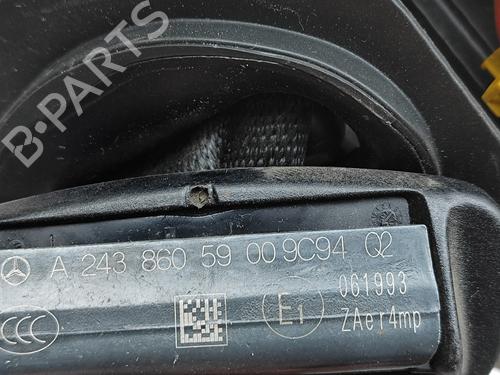 B-PARTS
A 243 860 59 00 9C94 Q2
061993
E1
ZAer4mp
CCC